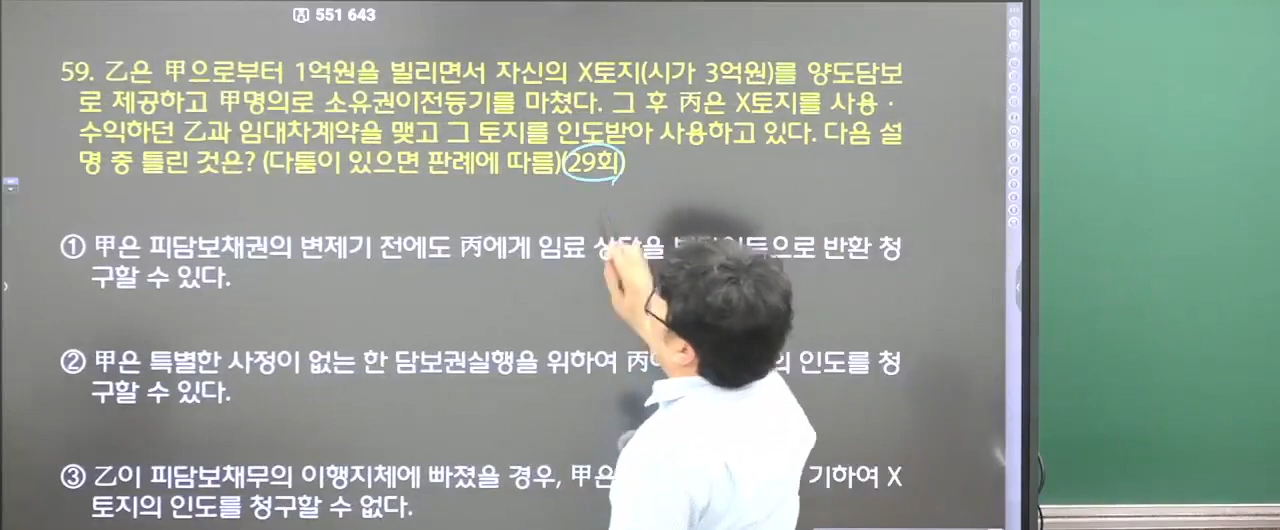 551 643
59. 乙은 甲으로부터 1억원을 빌리면서 자신의 X토지(시가 3억원)를 양도담보
로 제공하고 甲명의로 소유권이전등기를 마쳤다. 그 후 丙은 X토지를 사용·
수익하던 乙과 임대차계약을 맺고 그 토지를 인도받아 사용하고 있다. 다음 설
명 중 틀린 것은? (다툼이 있으면 판례에 따름)(29회)
① 甲은 피담보채권의 변제기 전에도 丙에게 임료 반환 청
구할 수 있다.
② 甲은 특별한 사정이 없는 한 담보권실행을 위하여 인도를 청
구할 수 있다.
③ 乙이 피담보채무의 이행지체에 빠졌을 경우, 甲은 기하여 X
토지의 인도를 청구할 수 없다.